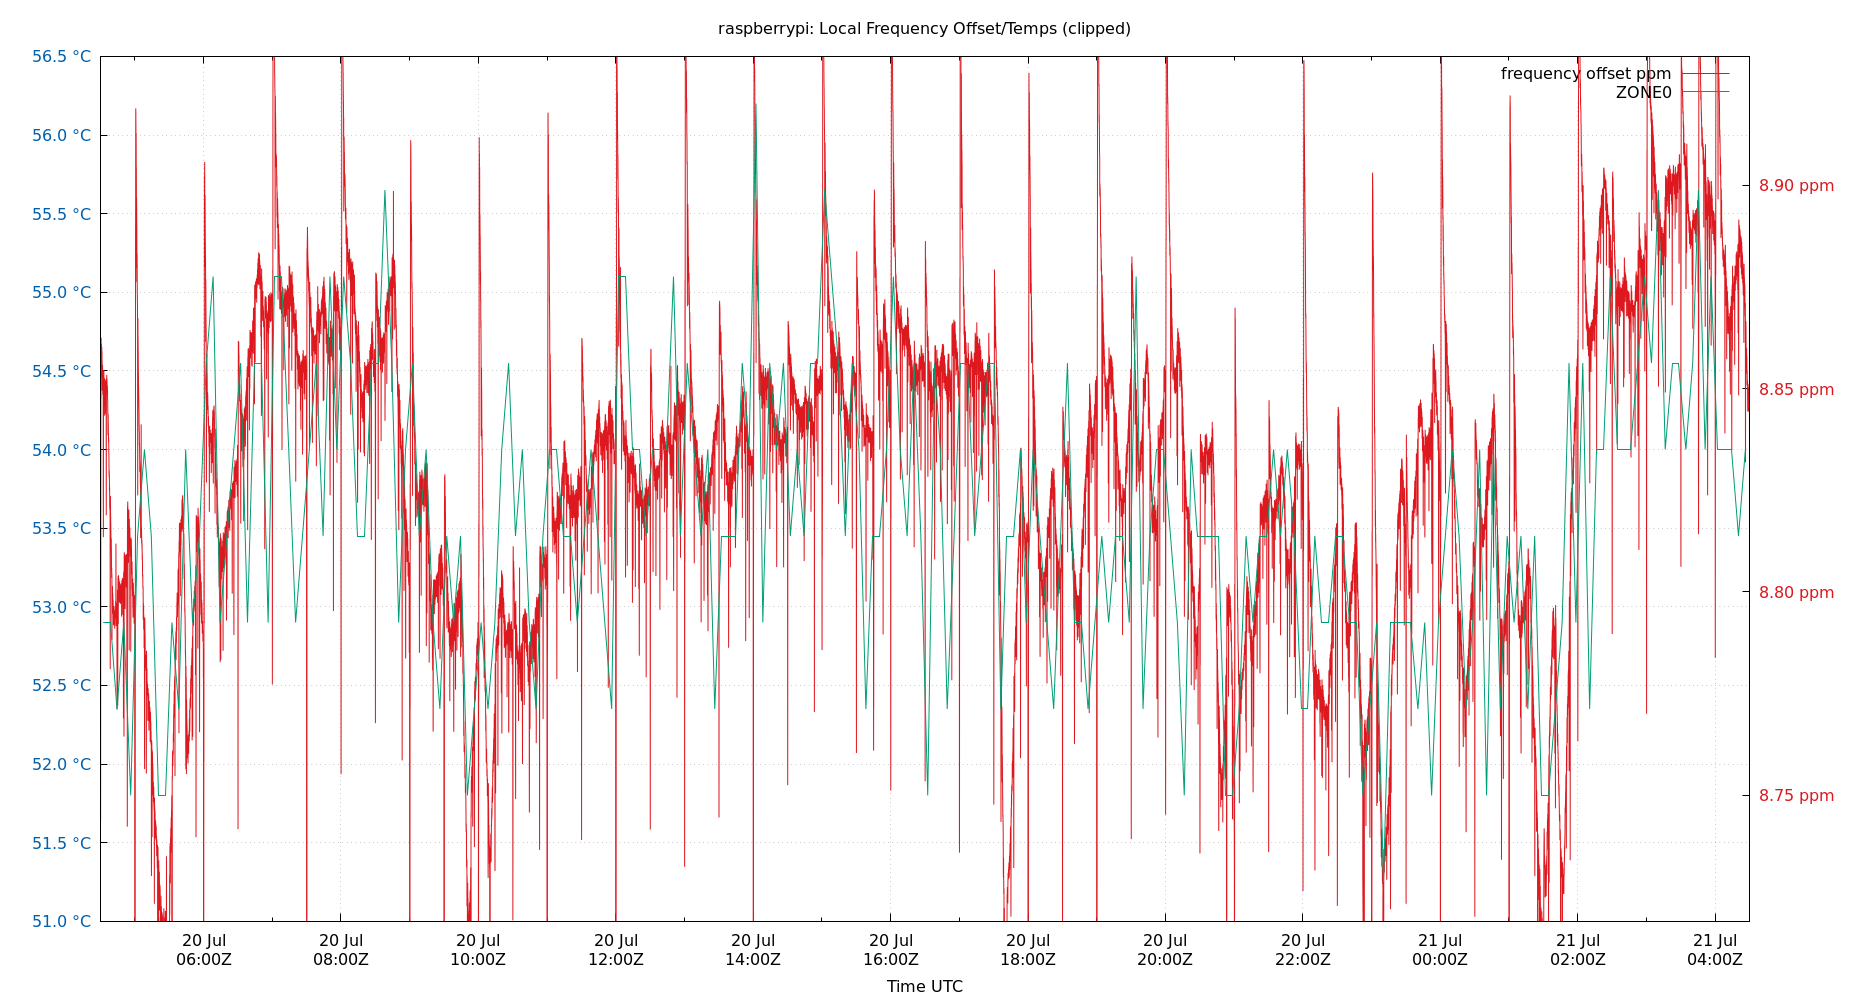 raspberrypi: Local Frequency Offset/Temps (clipped)
56.5 °C
frequency offset ppm
ZONE0
56.0 °C
8.90 ppm
55.5 °C
55.0 °C
54.5 °C
8.85 ppm
54.0 °C
53.5 °C
53.0 °C
8.80 ppm
52.5 °C
52.0 °C
8.75 ppm
51.5 °C
51.0 °C
20 Jul 20 Jul 20 Jul 20 Jul 20 Jul 20 Jul 20 Jul 20 Jul 20 Jul 21 Jul 21 Jul 21 Jul
06:00Z 08:00Z 10:00Z 12:00Z 14:00Z 16:00Z 18:00Z 20:00Z 22:00Z 00:00Z 02:00Z 04:00Z
Time UTC